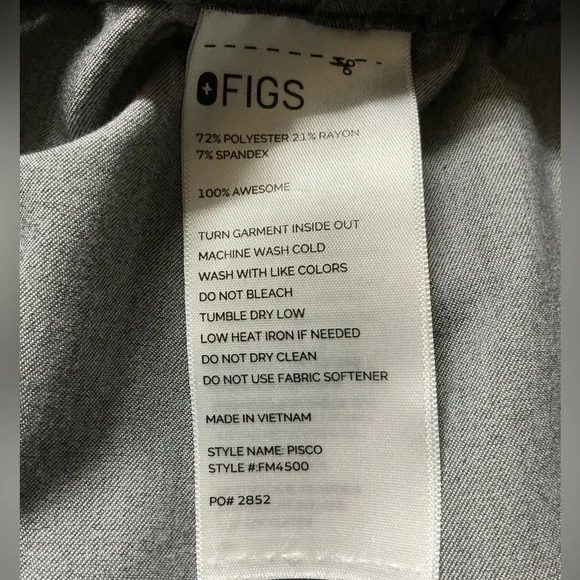 FIGS
72% POLYESTER 21% RAYON
7% SPANDEX
100% AWESOME
TURN GARMENT INSIDE OUT
MACHINE WASH COLD
WASH WITH LIKE COLORS
DO NOT BLEACH
TUMBLE DRY LOW
LOW HEAT IRON IF NEEDED
DO NOT DRY CLEAN
DO NOT USE FABRIC SOFTENER
MADE IN VIETNAM
STYLE NAME: PISCO
STYLE #:FM4500
PO# 2852